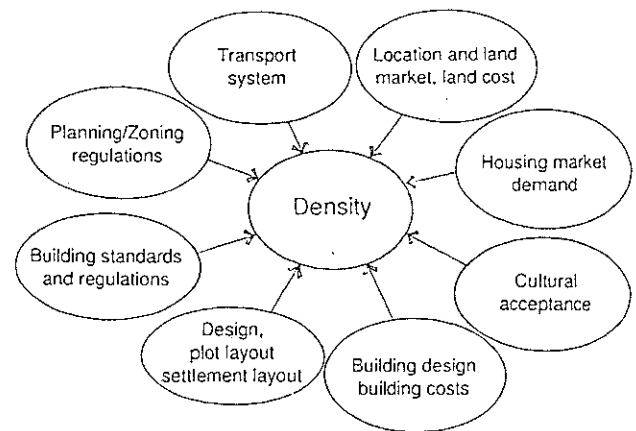 Transport
system
Location and land
market, land cost
Planning/Zoning
regulations
Housing market
demand
Density
Building standards
and regulations
Cultural
acceptance
Design,
plot layout
settlement layout
Building design
building costs